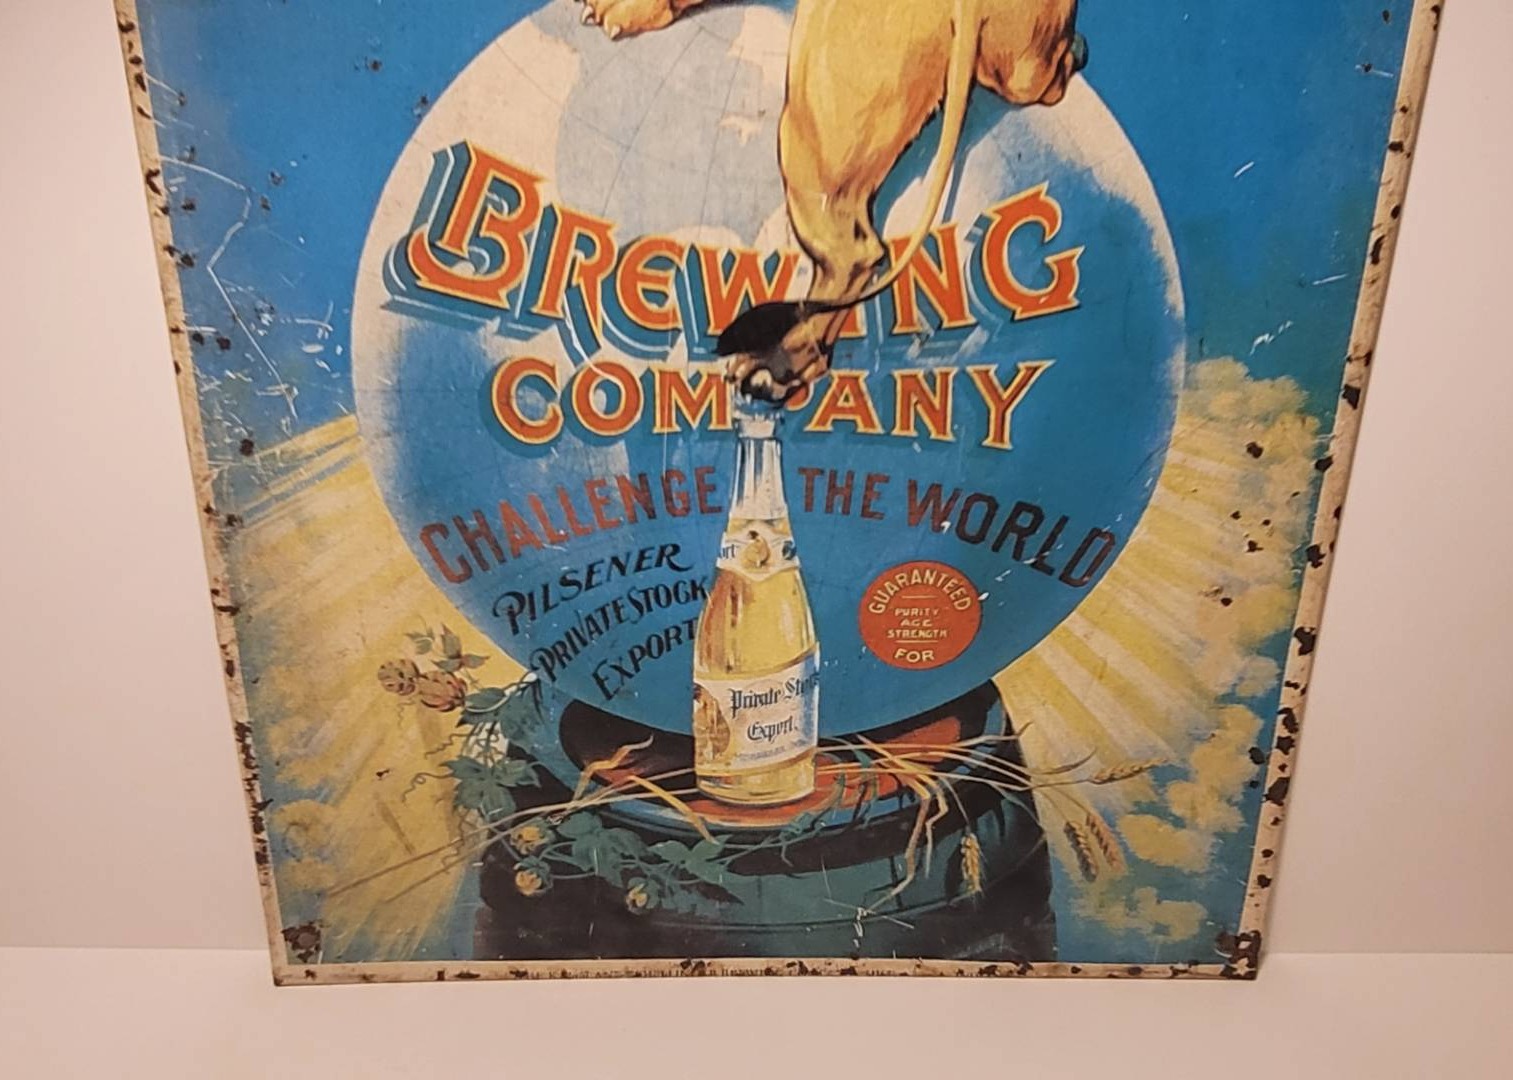 BREWING
COMPANY
CHALLENGE THE WORLD
PILSENER
PRIVATE STOCK
EXPORT
GUARANTEED
PURITY
AGE
STRENGTH
FOR
Private Stock
Export.